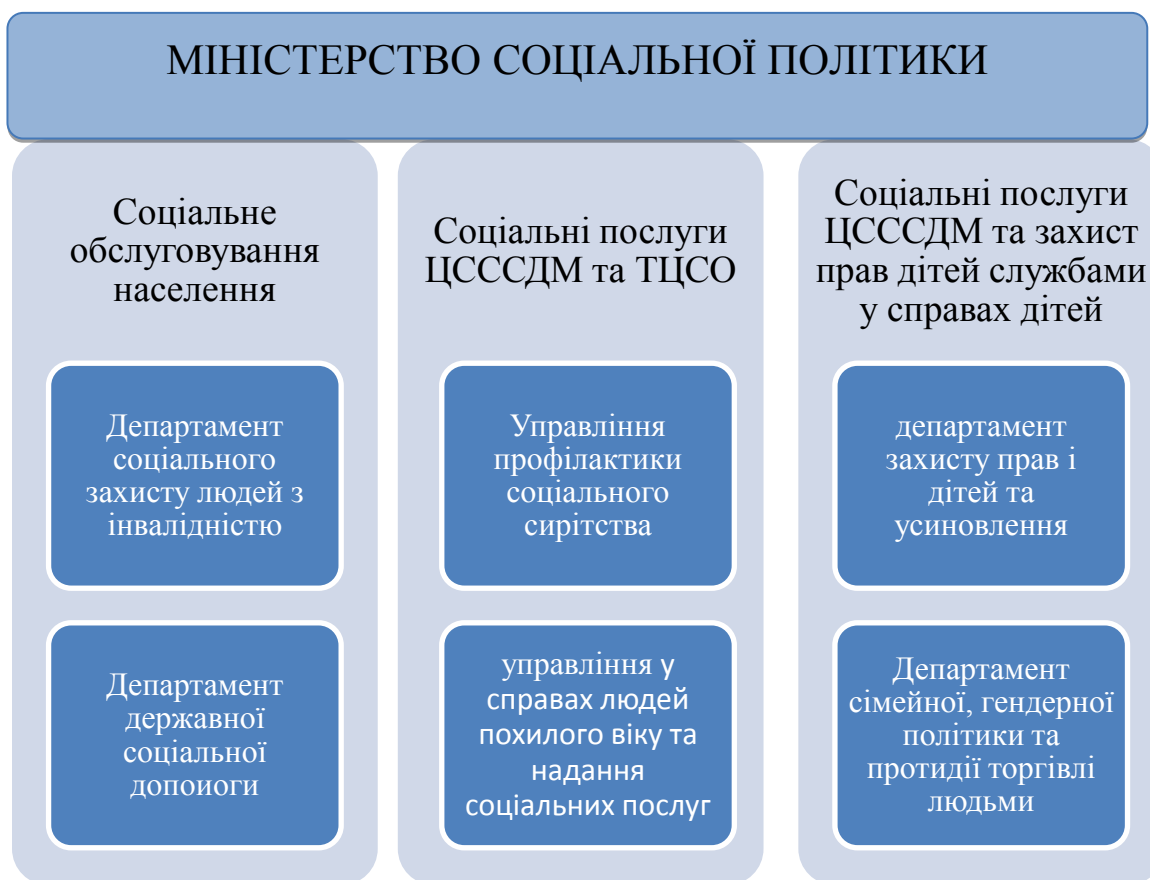 МІНІСТЕРСТВО СОЦІАЛЬНОЇ ПОЛІТИКИ
Соціальне
обслуговування
населення
Департамент
соціального
захисту людей з
інвалідністю
Департамент
державної
соціальної
допоиоги
Соціальні послуги
ЦСССДМ та ТЦСО
Управління
профілактики
соціального
сирітства
управління у
справах людей
похилого віку та
надання
соціальних послуг
Соціальні послуги
ЦСССДМ та захист
прав дітей службами
у справах дітей
департамент
захисту прав і
дітей та
усиновлення
Департамент
сімейної, гендерної
політики та
протидії торгівлі
людьми